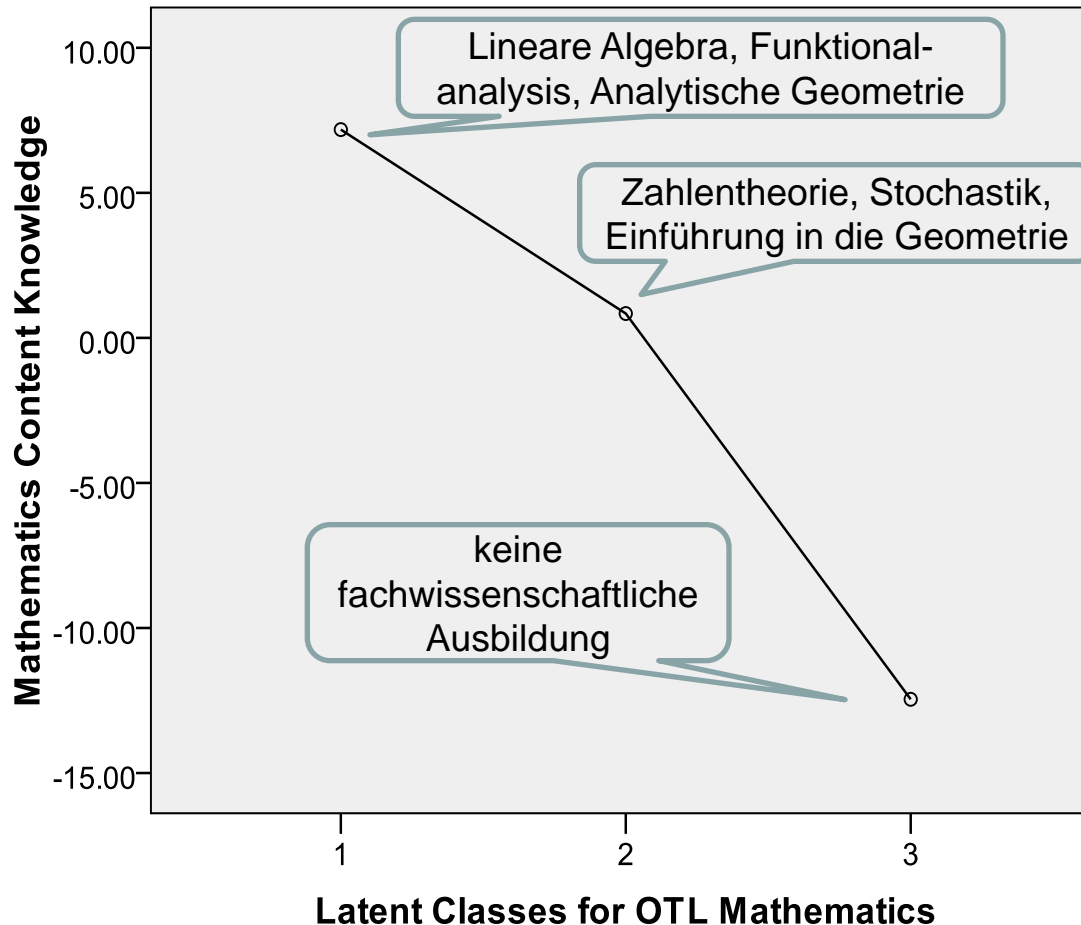 10.00
5.00
0.00
-5.00
-10.00
-15.00
Mathematics Content Knowledge
Lineare Algebra, Funktional-
analysis, Analytische Geometrie
Zahlentheorie, Stochastik,
Einführung in die Geometrie
keine
fachwissenschaftliche
Ausbildung
1
2
3
Latent Classes for OTL Mathematics